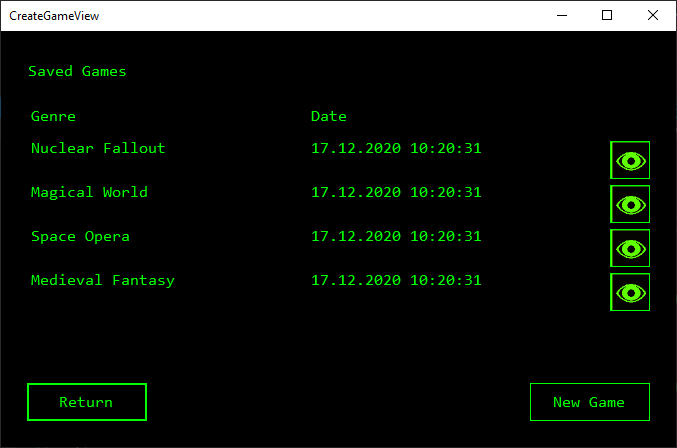 CreateGameView
Saved Games
Genre Date
Nuclear Fallout 17.12.2020 10:20:31
Magical World 17.12.2020 10:20:31
Space Opera 17.12.2020 10:20:31
Medieval Fantasy 17.12.2020 10:20:31
Return New Game